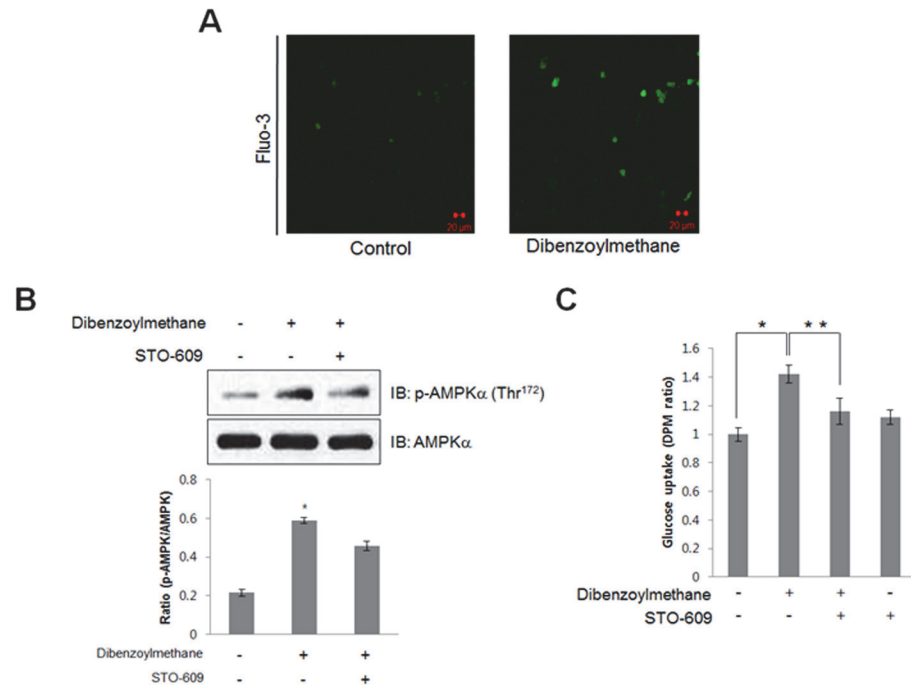 A
Fluo-3
20 μm
20 μm
Control
Dibenzoylmethane
B
Dibenzoylmethane - + +
STO-609 - - +
IB: p-AMPKα (Thr¹⁷²)
IB: AMPKα
Ratio (p-AMPK/AMPK)
0.8
0.6
0.4
0.2
0
*
Dibenzoylmethane - + +
STO-609 - - +
C
* **
Glucose uptake (DPM ratio)
1.6
1.4
1.2
1
0.8
0.6
0.4
0.2
0
Dibenzoylmethane - + + -
STO-609 - - + +